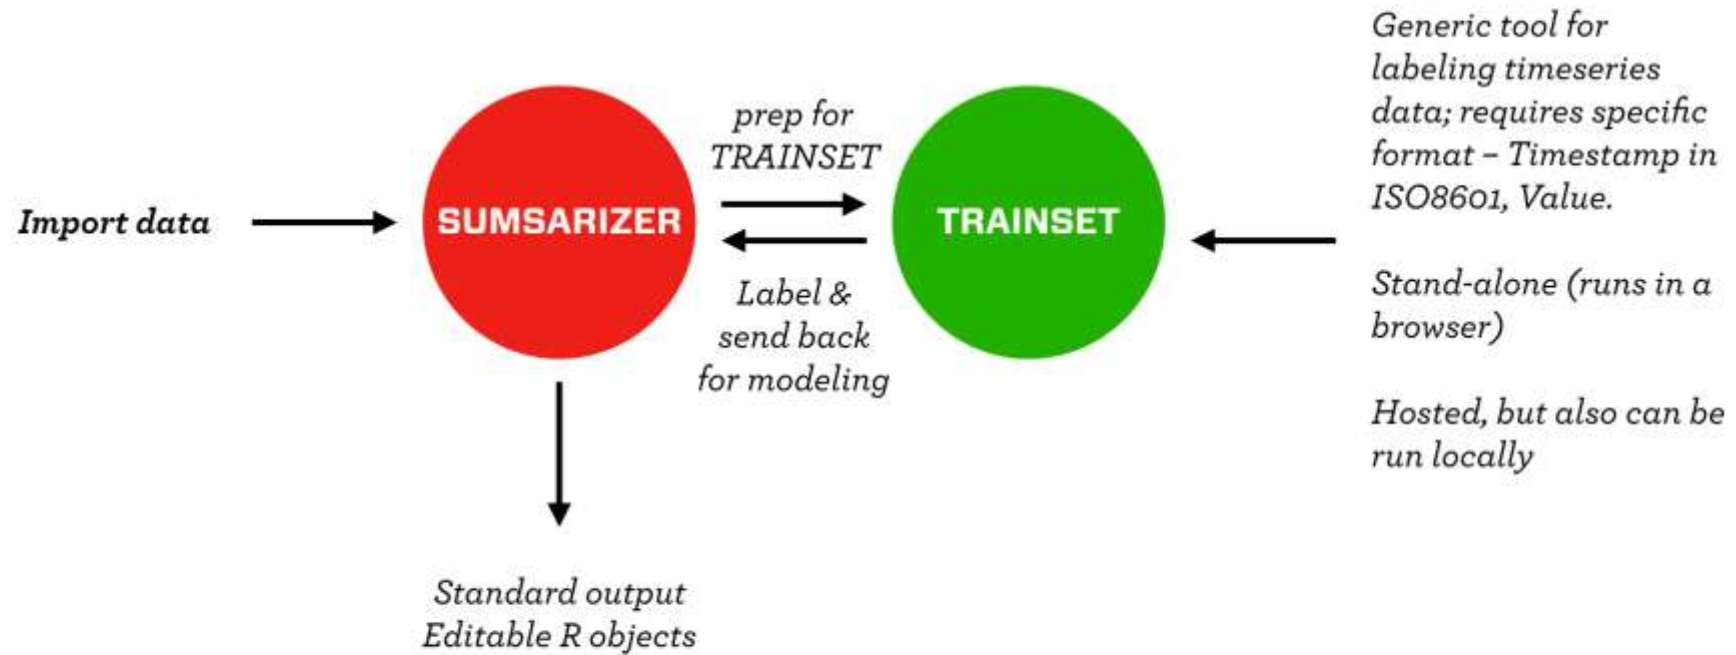 Import data
SUMSARIZER
prep for
TRAINSET
Label &
send back
for modeling
TRAINSET
Generic tool for
labeling timeseries
data; requires specific
format – Timestamp in
ISO8601, Value.
Stand-alone (runs in a
browser)
Hosted, but also can be
run locally
Standard output
Editable R objects